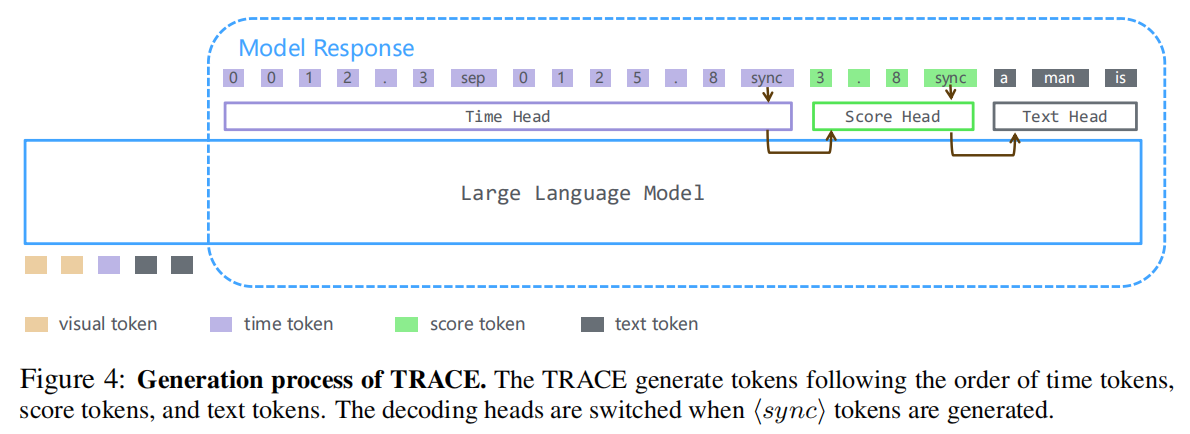 Model Response
0 0 1 2 . 3 sep 0 1 2 5 . 8 sync 3 . 8 sync a man is
Time Head Score Head Text Head
Large Language Model
visual token time token score token text token
Figure 4: Generation process of TRACE. The TRACE generate tokens following the order of time tokens,
score tokens, and text tokens. The decoding heads are switched when ⟨sync⟩ tokens are generated.